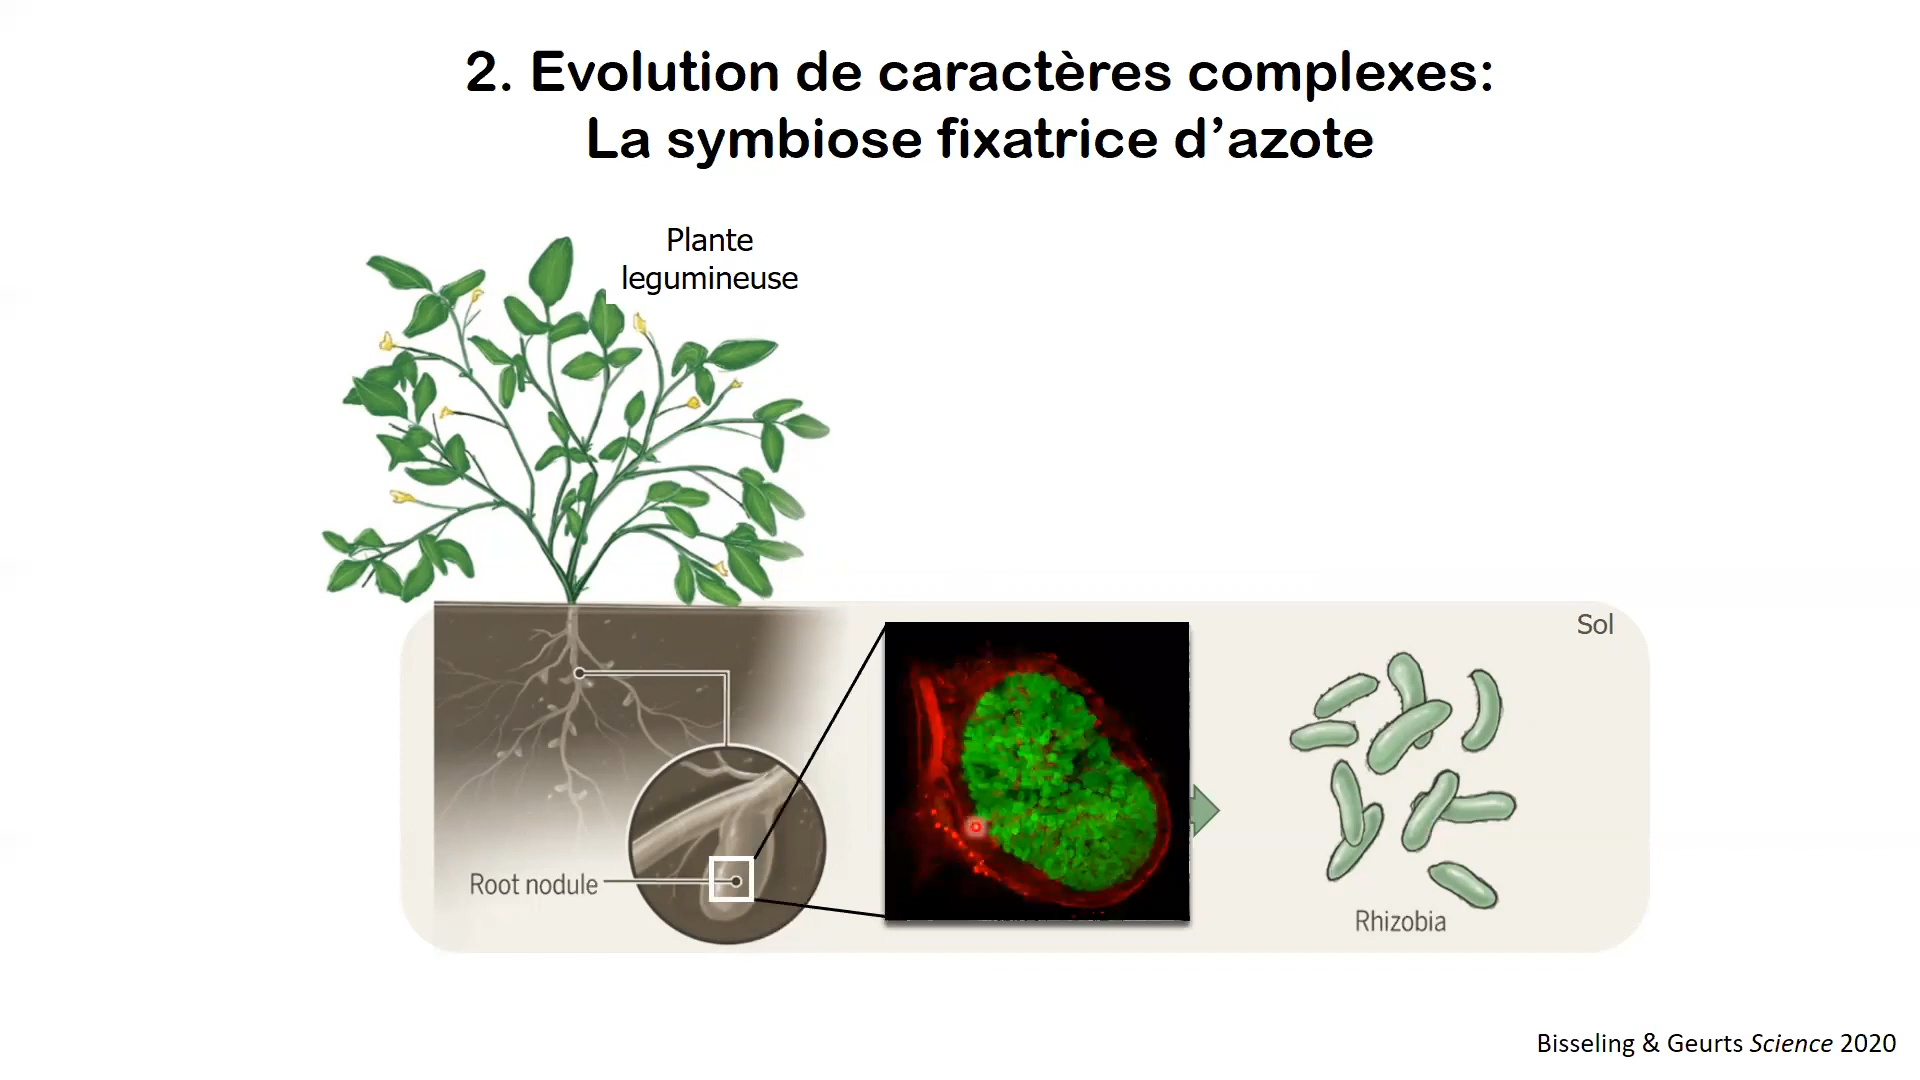 2. Evolution de caractères complexes:
La symbiose fixatrice d’azote
Plante
legumineuse
Sol
Root nodule
Rhizobia
Bisseling & Geurts Science 2020